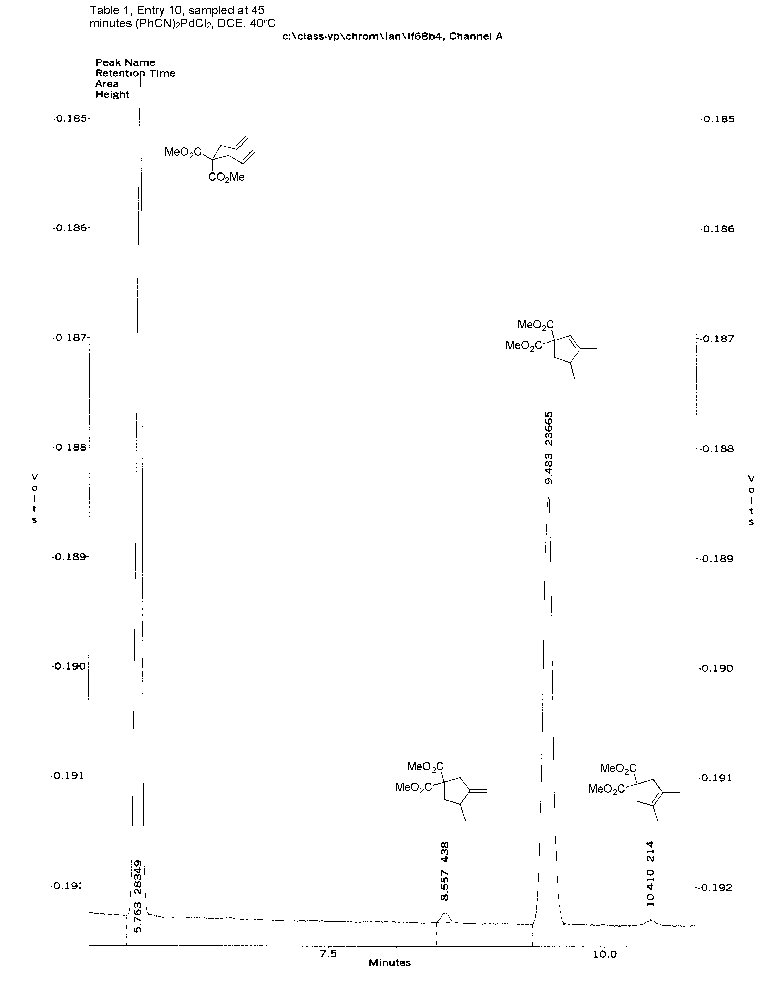 Table 1, Entry 10, sampled at 45
minutes (PhCN)₂PdCl₂, DCE, 40ºC
c:\class-vp\chrom\ian\lf68b4, Channel A
Peak Name
Retention Time
Area
Height
-0.185
-0.185
MeO₂C
CO₂Me
-0.186
-0.186
MeO₂C
-0.187
-0.187
MeO₂C
9.483 23665
-0.188
-0.188
Volts
Volts
-0.189
-0.189
-0.190
-0.190
MeO₂C
MeO₂C
-0.191
-0.191
MeO₂C
MeO₂C
8.557 438
10.410 214
5.763 28349
-0.192
-0.192
7.5
10.0
Minutes